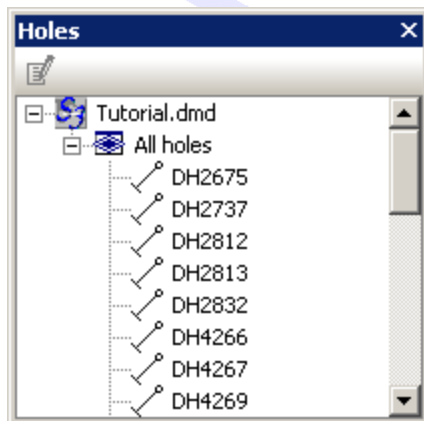 Holes
Tutorial.dmd
All holes
DH2675
DH2737
DH2812
DH2813
DH2832
DH4266
DH4267
DH4269